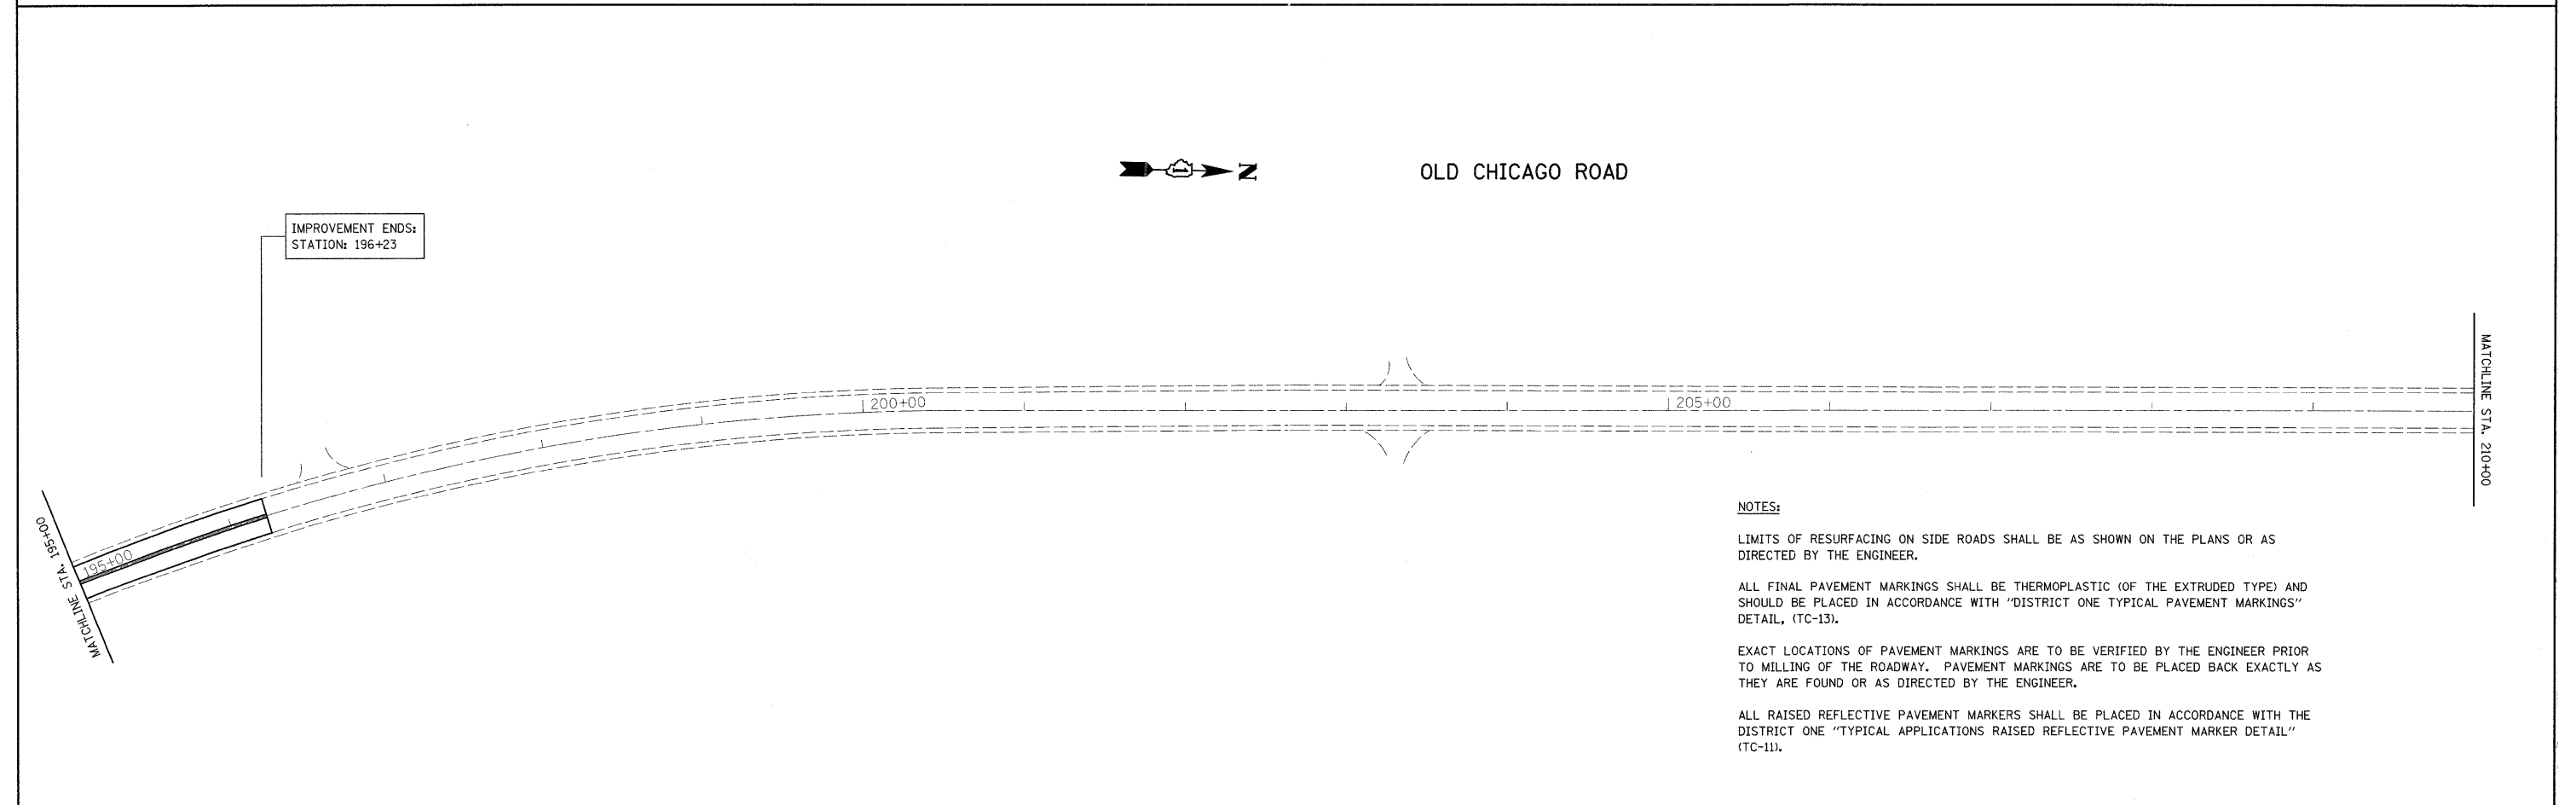 N
OLD CHICAGO ROAD
IMPROVEMENT ENDS:
STATION: 196+23
200+00
205+00
MATCHLINE STA. 210+00
MATCHLINE STA. 195+00
195+00
NOTES:
LIMITS OF RESURFACING ON SIDE ROADS SHALL BE AS SHOWN ON THE PLANS OR AS
DIRECTED BY THE ENGINEER.
ALL FINAL PAVEMENT MARKINGS SHALL BE THERMOPLASTIC (OF THE EXTRUDED TYPE) AND
SHOULD BE PLACED IN ACCORDANCE WITH "DISTRICT ONE TYPICAL PAVEMENT MARKINGS"
DETAIL, (TC-13).
EXACT LOCATIONS OF PAVEMENT MARKINGS ARE TO BE VERIFIED BY THE ENGINEER PRIOR
TO MILLING OF THE ROADWAY. PAVEMENT MARKINGS ARE TO BE PLACED BACK EXACTLY AS
THEY ARE FOUND OR AS DIRECTED BY THE ENGINEER.
ALL RAISED REFLECTIVE PAVEMENT MARKERS SHALL BE PLACED IN ACCORDANCE WITH THE
DISTRICT ONE "TYPICAL APPLICATIONS RAISED REFLECTIVE PAVEMENT MARKER DETAIL"
(TC-11).